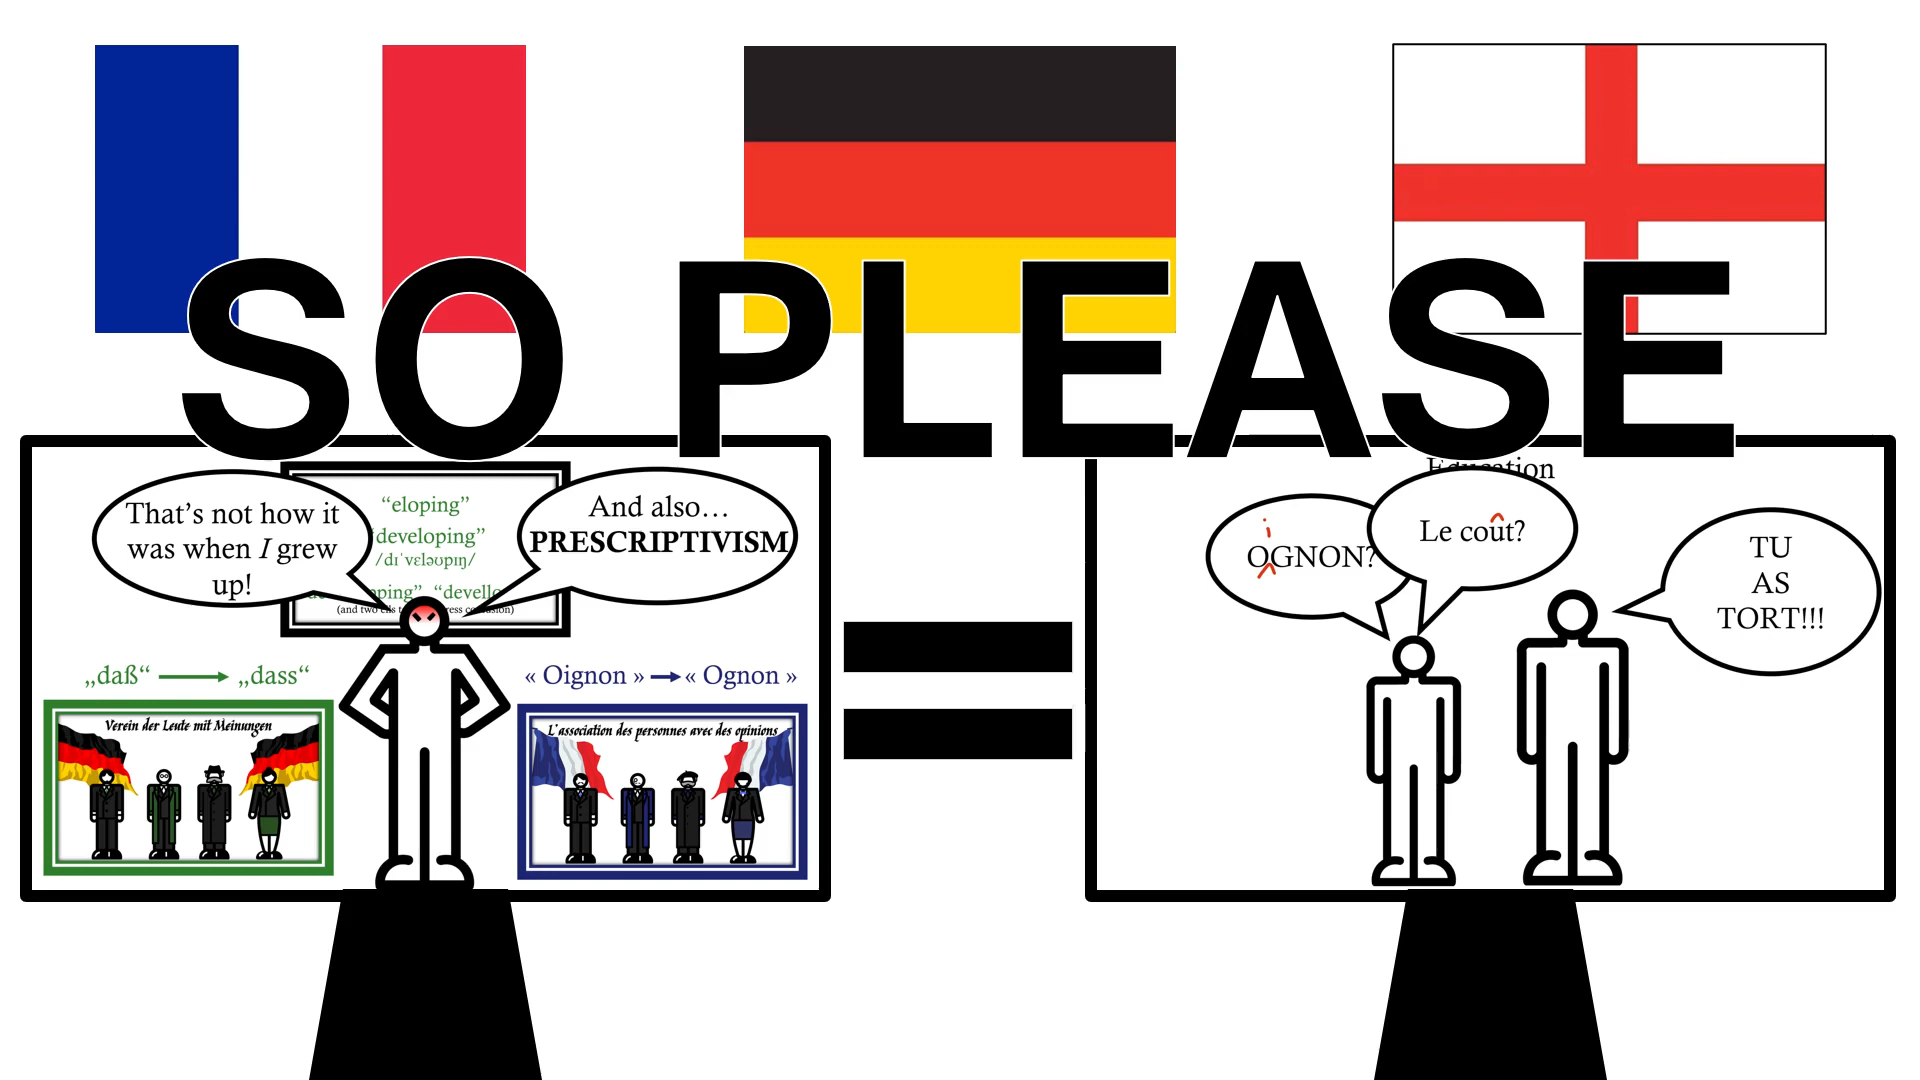 SO PLEASE
That’s not how it
was when I grew
up!
“eloping”
developing”
/dɪˈvɛləʊpɪŋ/
And also…
PRESCRIPTIVISM
„daß“
„dass“
« Oignon »
« Ognon »
Verein der Leute mit Meinungen
L'association des personnes avec des opinions
OGNON?
i
Le coût?
TU
AS
TORT!!!